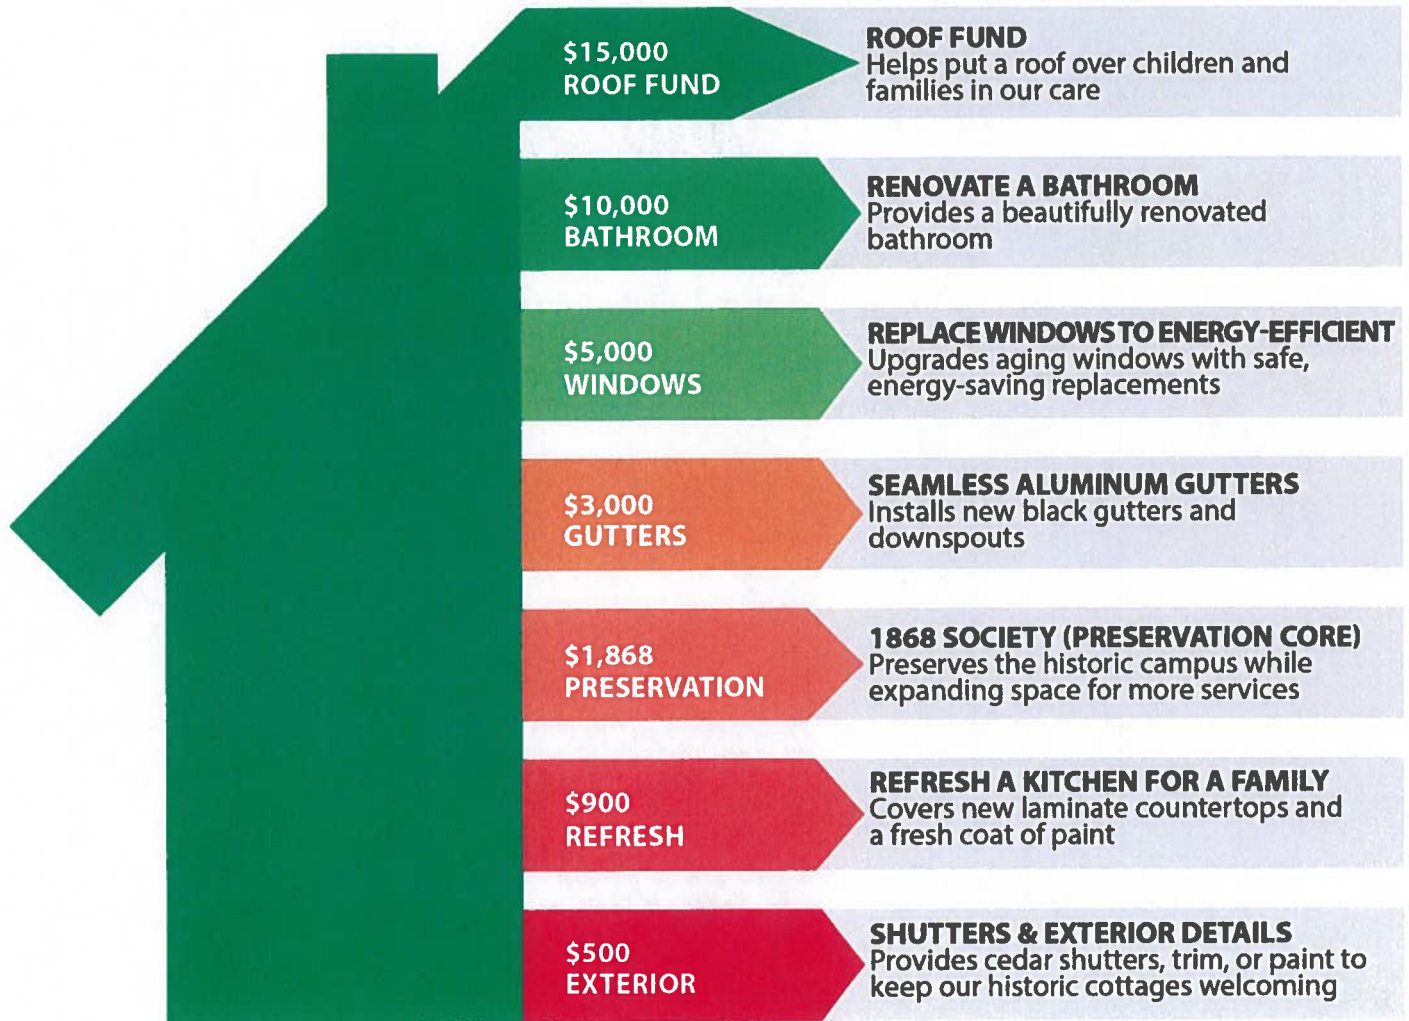 $15,000
ROOF FUND
ROOF FUND
Helps put a roof over children and
families in our care
$10,000
BATHROOM
RENOVATE A BATHROOM
Provides a beautifully renovated
bathroom
$5,000
WINDOWS
REPLACE WINDOWS TO ENERGY-EFFICIENT
Upgrades aging windows with safe,
energy-saving replacements
$3,000
GUTTERS
SEAMLESS ALUMINUM GUTTERS
Installs new black gutters and
downspouts
$1,868
PRESERVATION
1868 SOCIETY (PRESERVATION CORE)
Preserves the historic campus while
expanding space for more services
$900
REFRESH
REFRESH A KITCHEN FOR A FAMILY
Covers new laminate countertops and
a fresh coat of paint
$500
EXTERIOR
SHUTTERS & EXTERIOR DETAILS
Provides cedar shutters, trim, or paint to
keep our historic cottages welcoming